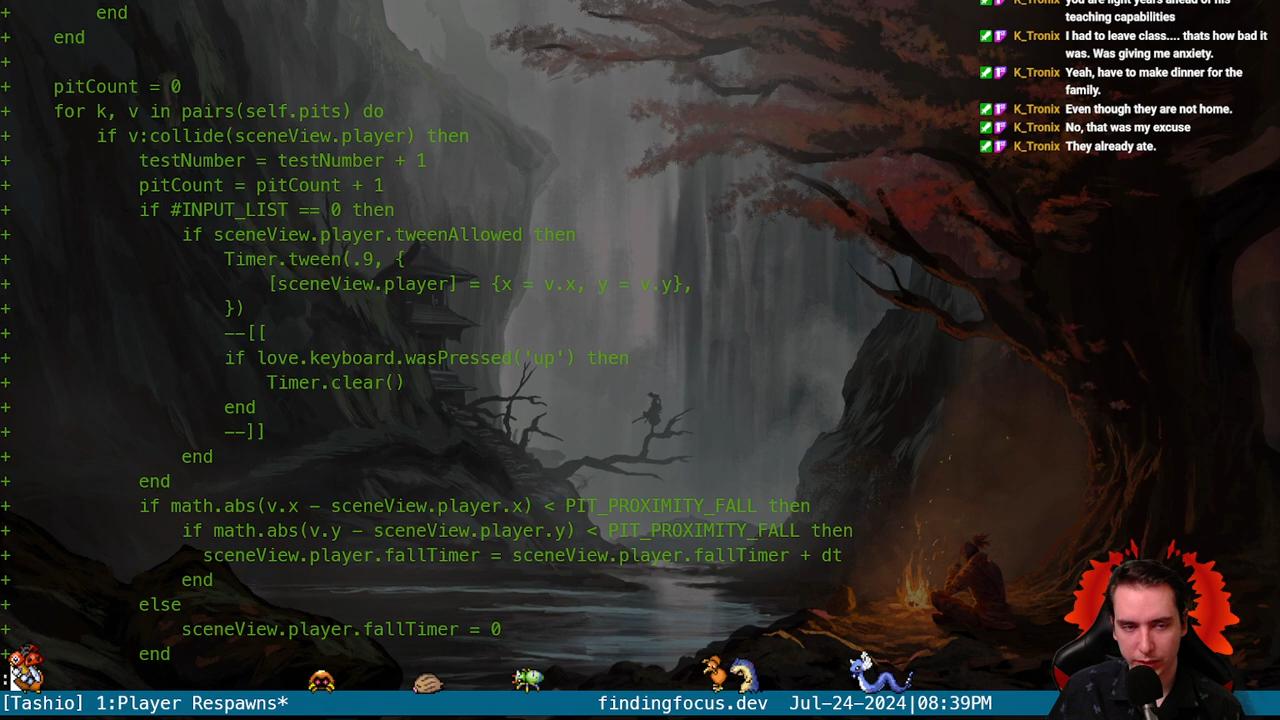 +         end
+     end
+
+     pitCount = 0
+     for k, v in pairs(self.pits) do
+         if v:collide(sceneView.player) then
+             testNumber = testNumber + 1
+             pitCount = pitCount + 1
+             if #INPUT_LIST == 0 then
+                 if sceneView.player.tweenAllowed then
+                     Timer.tween(.9, {
+                         [sceneView.player] = {x = v.x, y = v.y},
+                     })
+                     --[[
+                     if love.keyboard.wasPressed('up') then
+                         Timer.clear()
+                     end
+                     --]]
+                 end
+             end
+             if math.abs(v.x - sceneView.player.x) < PIT_PROXIMITY_FALL then
+                 if math.abs(v.y - sceneView.player.y) < PIT_PROXIMITY_FALL then
+                   sceneView.player.fallTimer = sceneView.player.fallTimer + dt
+                 end
+             else
+                 sceneView.player.fallTimer = 0
+             end
:
[Tashio] 1:Player Respawns*
findingfocus.dev Jul-24-2024|08:39PM
teaching capabilities
K_Tronix I had to leave class.... thats how bad it
was. Was giving me anxiety.
K_Tronix Yeah, have to make dinner for the
family.
K_Tronix Even though they are not home.
K_Tronix No, that was my excuse
K_Tronix They already ate.